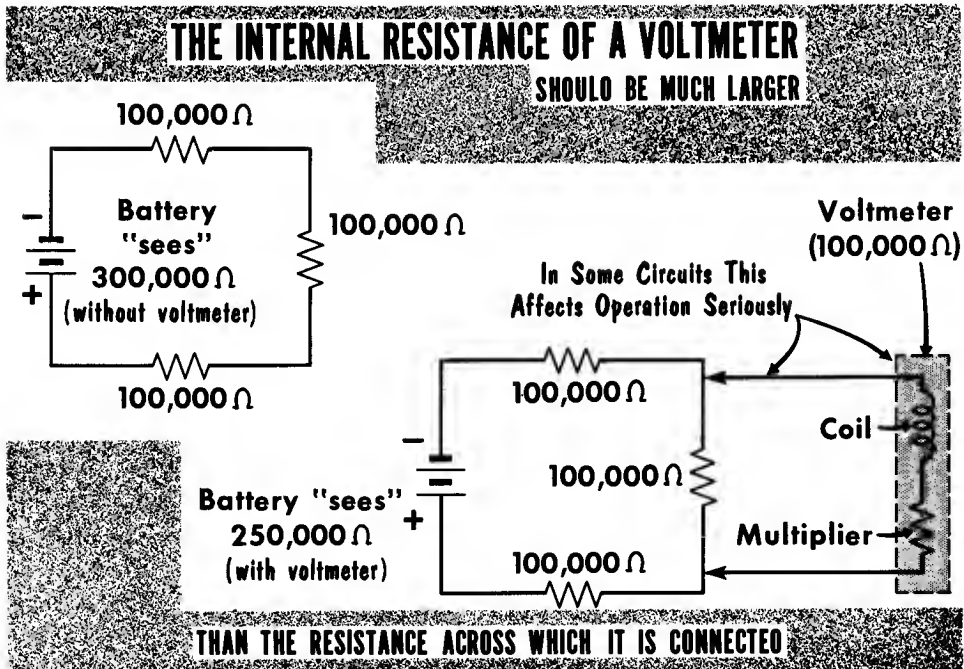 THE INTERNAL RESISTANCE OF A VOLTMETER
SHOULD BE MUCH LARGER
100,000 Ω
100,000 Ω
-
Battery
"sees"
300,000 Ω
(without voltmeter)
+
100,000 Ω
Voltmeter
(100,000 Ω)
In Some Circuits This
Affects Operation Seriously
100,000 Ω
Coil
-
100,000 Ω
Battery "sees"
+
250,000 Ω
(with voltmeter)
Multiplier
100,000 Ω
THAN THE RESISTANCE ACROSS WHICH IT IS CONNECTED